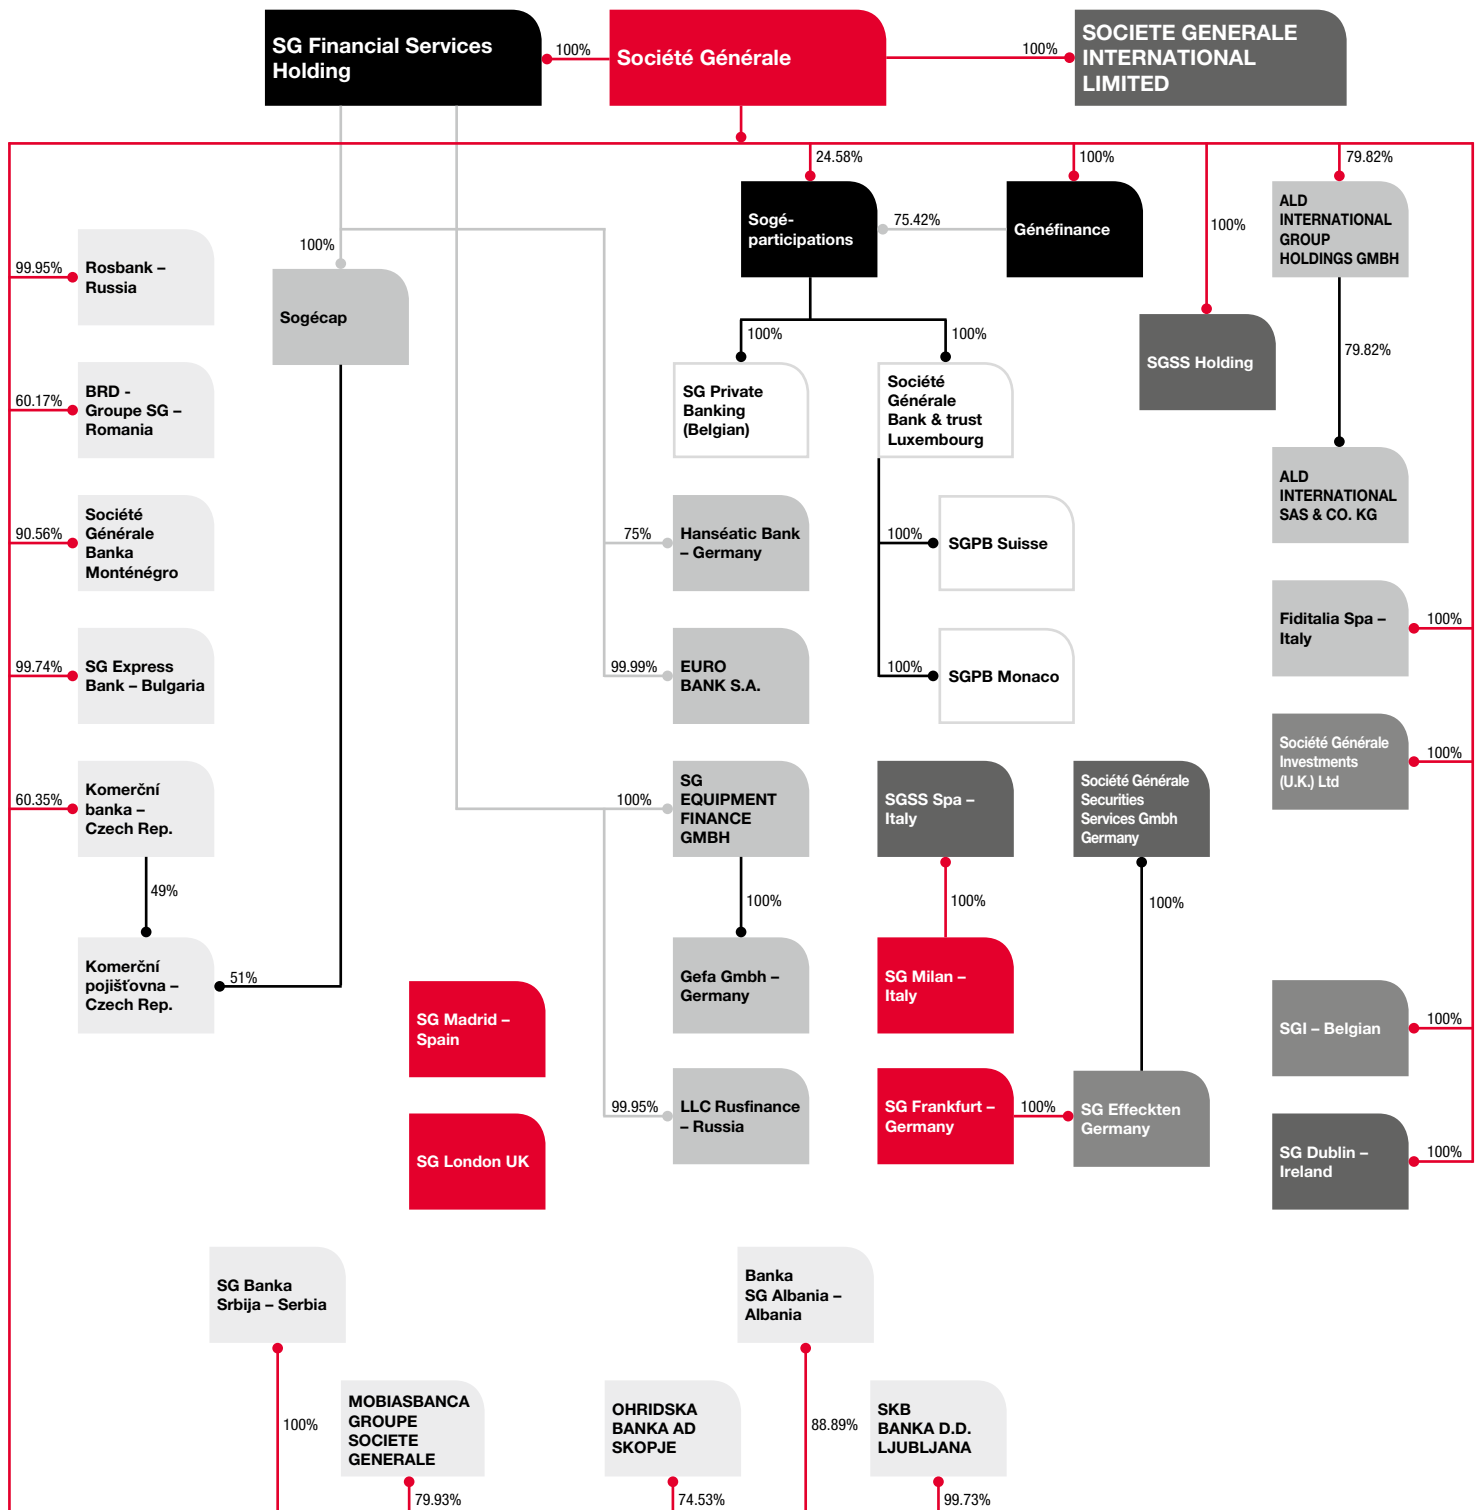 SG Financial Services
Holding
100%
Société Générale
100%
SOCIETE GENERALE
INTERNATIONAL
LIMITED
24.58%
100%
79.82%
Sogé-
participations
75.42%
Généfinance
100%
ALD
INTERNATIONAL
GROUP
HOLDINGS GMBH
99.95%
Rosbank –
Russia
100%
Sogécap
100%
100%
SGSS Holding
79.82%
60.17%
BRD -
Groupe SG –
Romania
SG Private
Banking
(Belgian)
Société
Générale
Bank & trust
Luxembourg
ALD
INTERNATIONAL
SAS & CO. KG
90.56%
Société
Générale
Banka
Monténégro
75%
Hanséatic Bank
– Germany
100%
SGPB Suisse
Fiditalia Spa –
Italy
100%
99.74%
SG Express
Bank – Bulgaria
99.99%
EURO
BANK S.A.
100%
SGPB Monaco
Société Générale
Investments
(U.K.) Ltd
100%
60.35%
Komerční
banka –
Czech Rep.
100%
SG
EQUIPMENT
FINANCE
GMBH
SGSS Spa –
Italy
Société Générale
Securities
Services Gmbh
Germany
49%
100%
100%
100%
Komerční
pojišťovna –
Czech Rep.
51%
SG Madrid –
Spain
Gefa Gmbh –
Germany
SG Milan –
Italy
SGI – Belgian
100%
99.95%
LLC Rusfinance
– Russia
SG Frankfurt –
Germany
100%
SG Effeckten
Germany
SG London UK
SG Dublin –
Ireland
100%
SG Banka
Srbija – Serbia
Banka
SG Albania –
Albania
100%
MOBIASBANCA
GROUPE
SOCIETE
GENERALE
OHRIDSKA
BANKA AD
SKOPJE
88.89%
SKB
BANKA D.D.
LJUBLJANA
79.93%
74.53%
99.73%